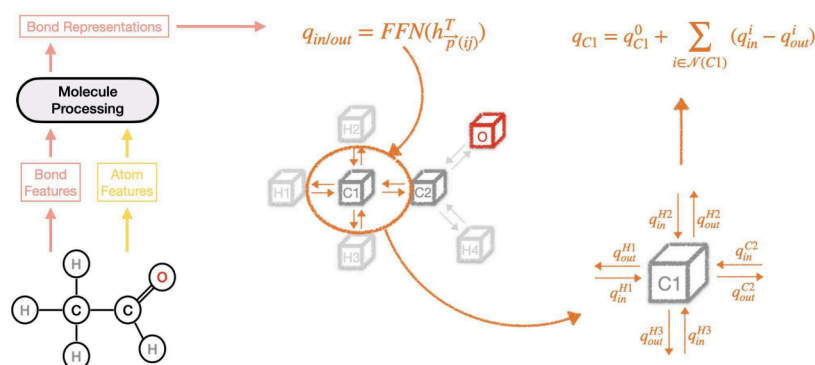 Bond Representations
q_{in/out} = FFN(h^T_{\vec{p}(ij)})
q_{C1} = q^0_{C1} + \sum_{i∈𝒩(C1)} (q^i_{in} − q^i_{out})
Molecule
Processing
Bond
Features
Atom
Features
H2
O
H1
C1
C2
H3
H4
q^{H2}_{in}
q^{H2}_{out}
q^{H1}_{out}
q^{C2}_{in}
C1
q^{H1}_{in}
q^{C2}_{out}
q^{H3}_{out}
q^{H3}_{in}
H
O
H
C
C
H
H